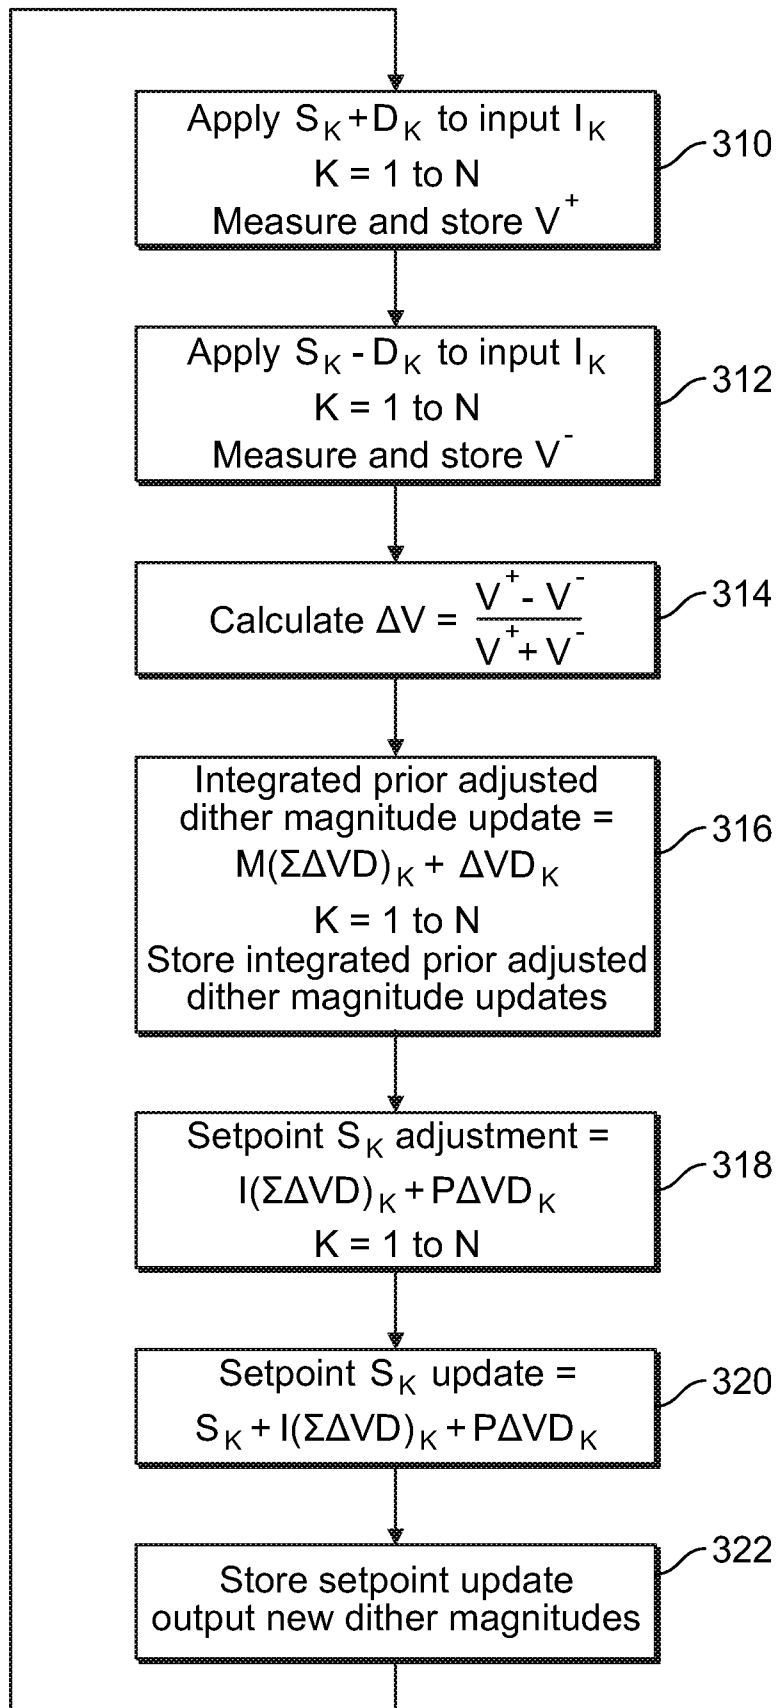 Apply S_K + D_K to input I_K
K = 1 to N
Measure and store V^+
310
Apply S_K - D_K to input I_K
K = 1 to N
Measure and store V^-
312
Calculate ΔV = (V^+ - V^-) / (V^+ + V^-)
314
Integrated prior adjusted
dither magnitude update =
M(ΣΔVD)_K + ΔVD_K
K = 1 to N
Store integrated prior adjusted
dither magnitude updates
316
Setpoint S_K adjustment =
I(ΣΔVD)_K + PΔVD_K
K = 1 to N
318
Setpoint S_K update =
S_K + I(ΣΔVD)_K + PΔVD_K
320
Store setpoint update
output new dither magnitudes
322